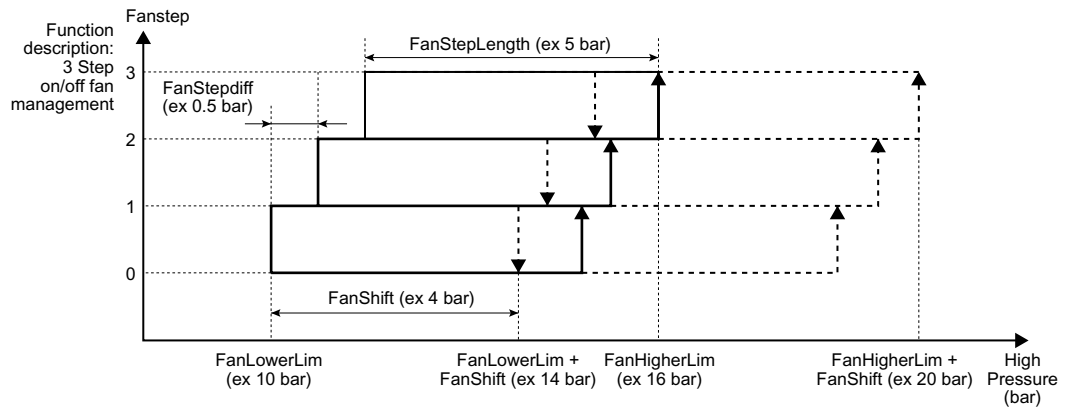 Fanstep
Function
description:
3 Step
on/off fan
management
FanStepLength (ex 5 bar)
FanStepdiff
(ex 0.5 bar)
3
2
1
0
FanShift (ex 4 bar)
FanLowerLim
(ex 10 bar)
FanLowerLim +
FanShift (ex 14 bar)
FanHigherLim
(ex 16 bar)
FanHigherLim +
FanShift (ex 20 bar)
High
Pressure
(bar)